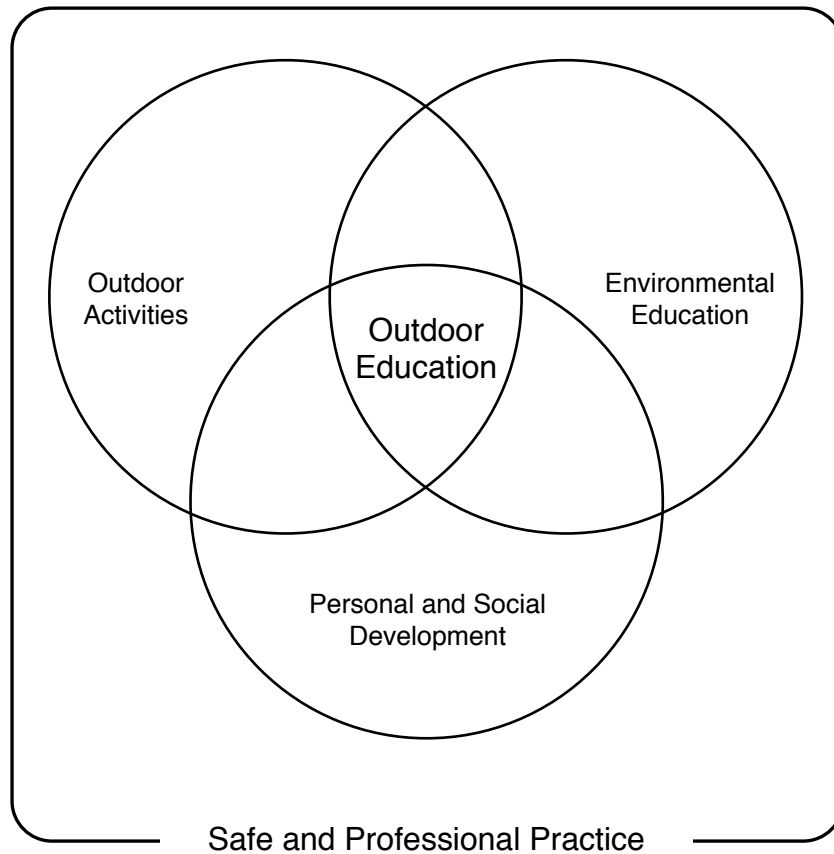 Outdoor
Activities
Environmental
Education
Outdoor
Education
Personal and Social
Development
Safe and Professional Practice